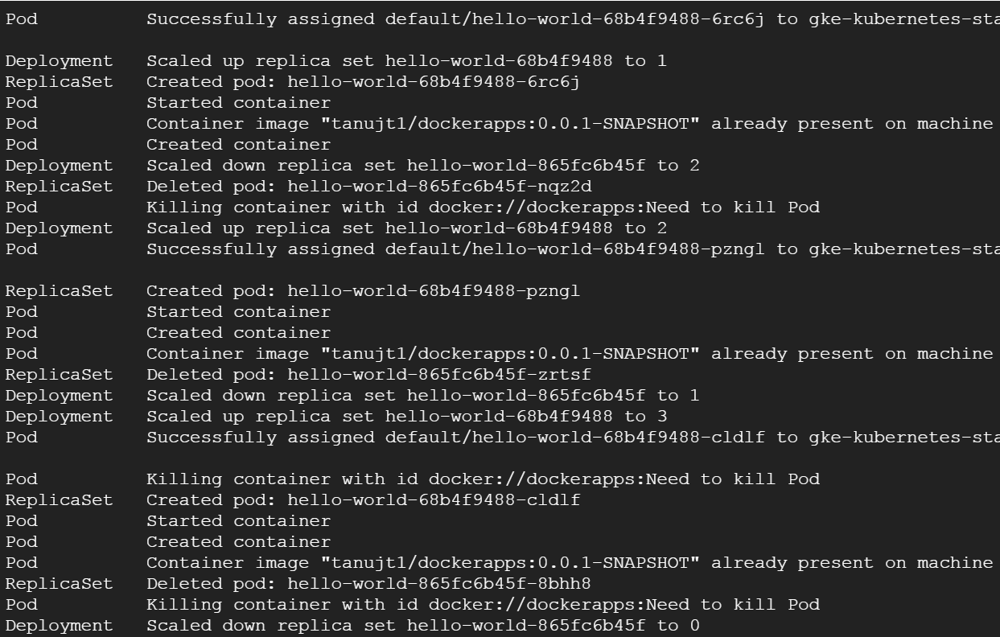 Pod Successfully assigned default/hello-world-68b4f9488-6rc6j to gke-kubernetes-sta
Deployment Scaled up replica set hello-world-68b4f9488 to 1
ReplicaSet Created pod: hello-world-68b4f9488-6rc6j
Pod Started container
Pod Container image "tanujt1/dockerapps:0.0.1-SNAPSHOT" already present on machine
Pod Created container
Deployment Scaled down replica set hello-world-865fc6b45f to 2
ReplicaSet Deleted pod: hello-world-865fc6b45f-nqz2d
Pod Killing container with id docker://dockerapps:Need to kill Pod
Deployment Scaled up replica set hello-world-68b4f9488 to 2
Pod Successfully assigned default/hello-world-68b4f9488-pzngl to gke-kubernetes-sta
ReplicaSet Created pod: hello-world-68b4f9488-pzngl
Pod Started container
Pod Created container
Pod Container image "tanujt1/dockerapps:0.0.1-SNAPSHOT" already present on machine
ReplicaSet Deleted pod: hello-world-865fc6b45f-zrtsf
Deployment Scaled down replica set hello-world-865fc6b45f to 1
Deployment Scaled up replica set hello-world-68b4f9488 to 3
Pod Successfully assigned default/hello-world-68b4f9488-cldlf to gke-kubernetes-sta
Pod Killing container with id docker://dockerapps:Need to kill Pod
ReplicaSet Created pod: hello-world-68b4f9488-cldlf
Pod Started container
Pod Created container
Pod Container image "tanujt1/dockerapps:0.0.1-SNAPSHOT" already present on machine
ReplicaSet Deleted pod: hello-world-865fc6b45f-8bhh8
Pod Killing container with id docker://dockerapps:Need to kill Pod
Deployment Scaled down replica set hello-world-865fc6b45f to 0